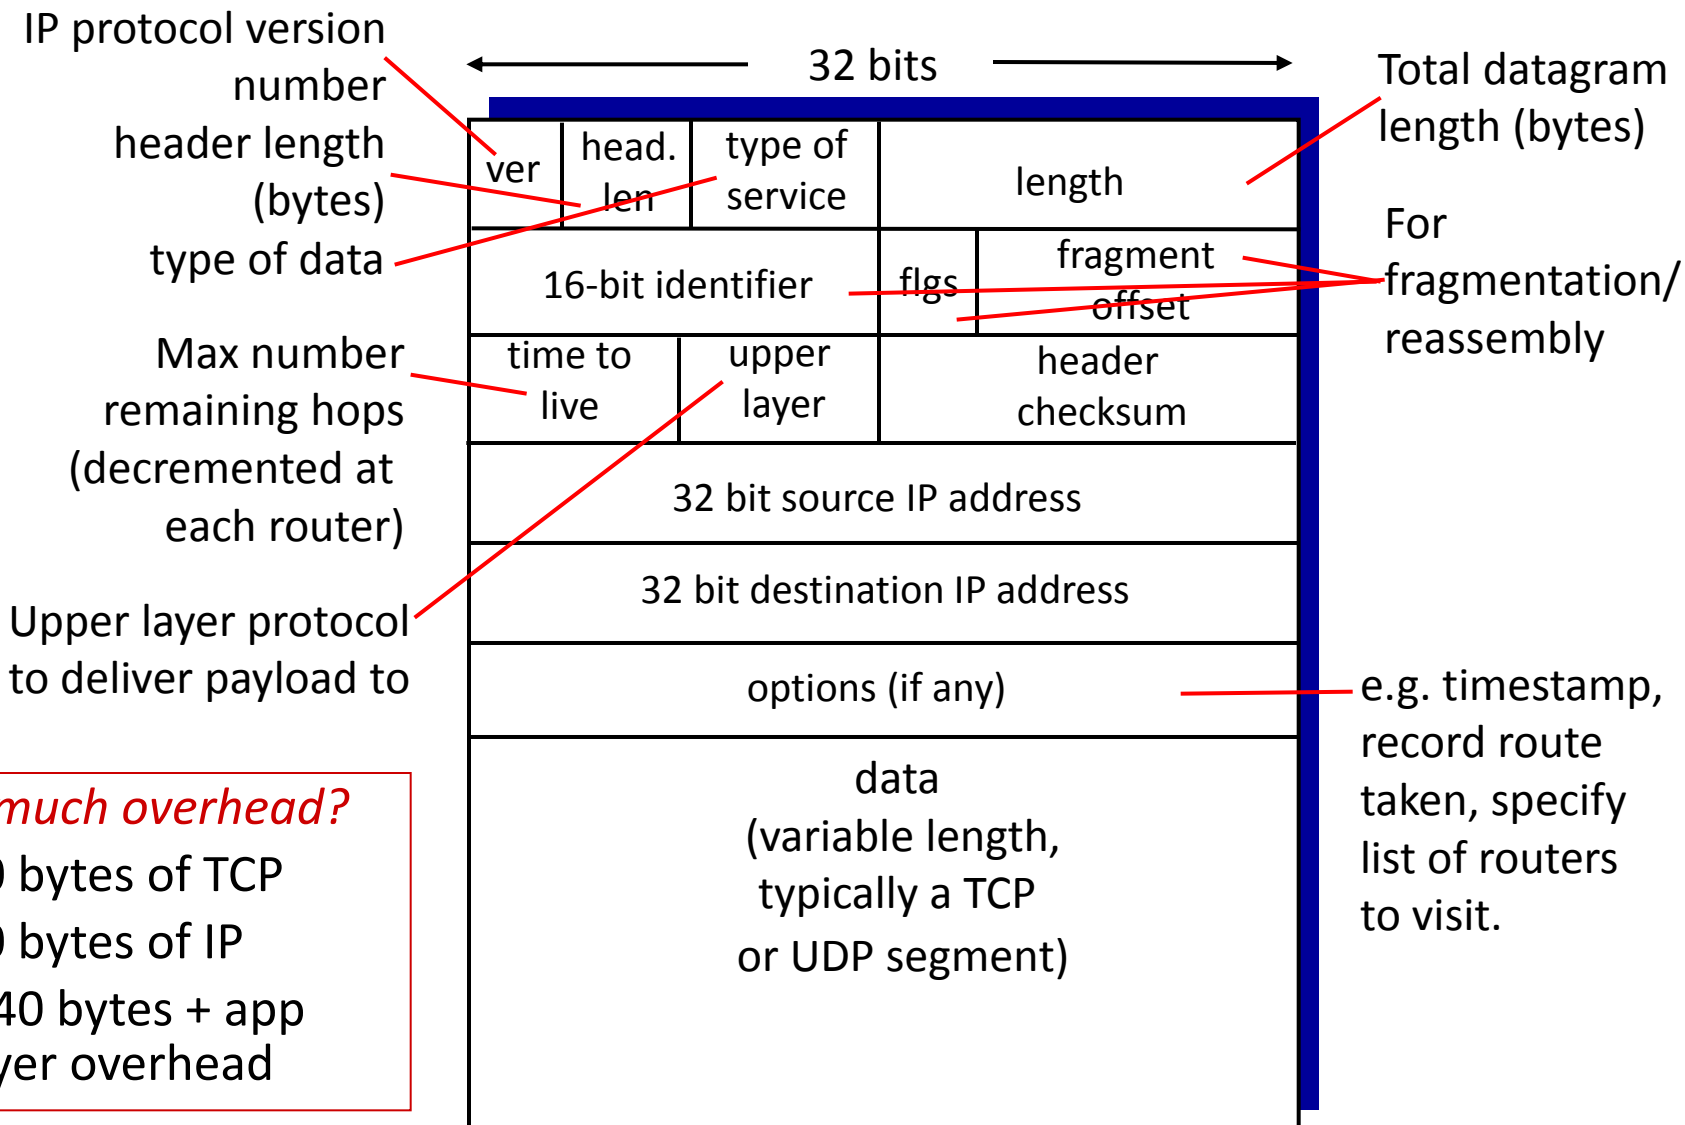 IP protocol version
number
header length
(bytes)
type of data
Max number
remaining hops
(decremented at
each router)
Upper layer protocol
to deliver payload to
much overhead?
bytes of TCP
bytes of IP
40 bytes + app
overhead
32 bits
ver
head.
len
type of
service
length
16-bit identifier
flgs
fragment
offset
time to
live
upper
layer
header
checksum
32 bit source IP address
32 bit destination IP address
options (if any)
data
(variable length,
typically a TCP
or UDP segment)
Total datagram
length (bytes)
For
fragmentation/
reassembly
e.g. timestamp,
record route
taken, specify
list of routers
to visit.